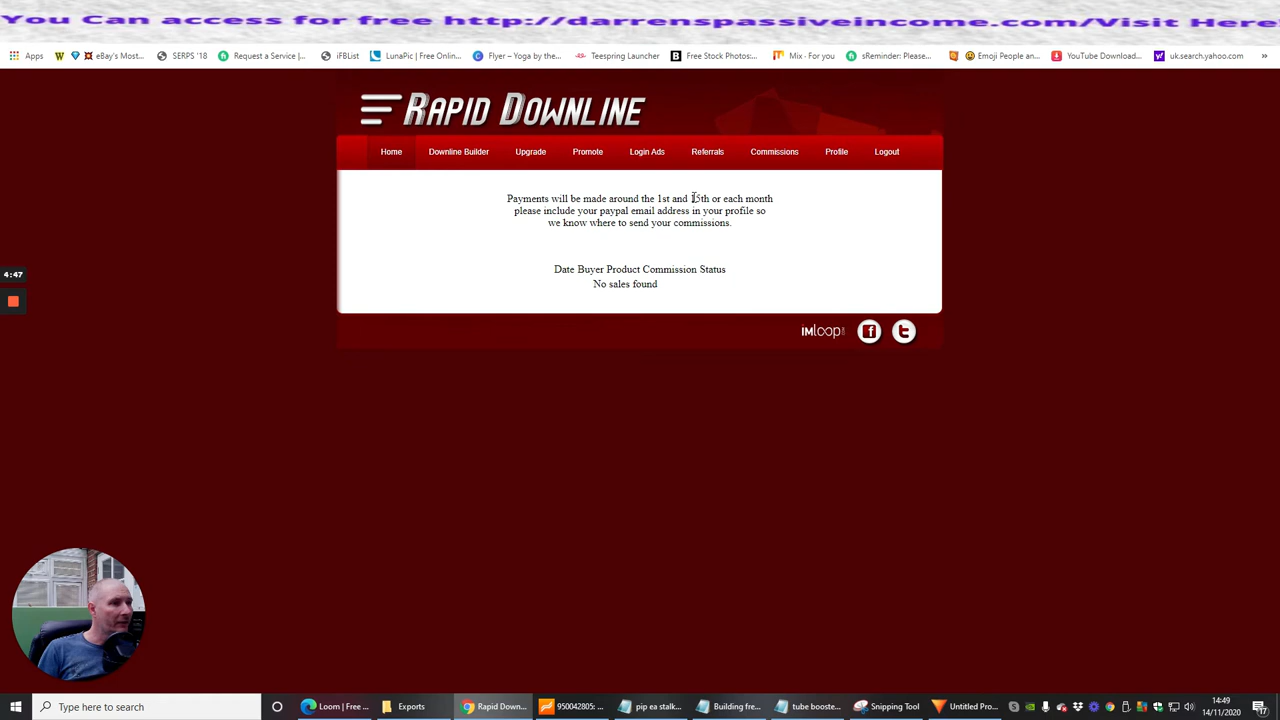 You Can access for free http://darrenspassiveincome.com/Visit Here
Apps
eBay's Most...
SERPS '18
Request a Service |...
iFBList
LunaPic | Free Onlin...
Flyer – Yoga by the...
Teespring Launcher
Free Stock Photos:...
Mix · For you
sReminder: Please...
Emoji People an...
YouTube Download...
uk.search.yahoo.com
»
RAPID DOWNLINE
Home
Downline Builder
Upgrade
Promote
Login Ads
Referrals
Commissions
Profile
Logout
Payments will be made around the 1st and 15th or each month
please include your paypal email address in your profile so
we know where to send your commissions.
Date Buyer Product Commission Status
No sales found
4:47
imloop
Type here to search
Loom | Free ...
Exports
Rapid Down...
950042805: ...
pip ea stalk...
Building fre...
tube booste...
Snipping Tool
Untitled Pro...
14:49
14/11/2020